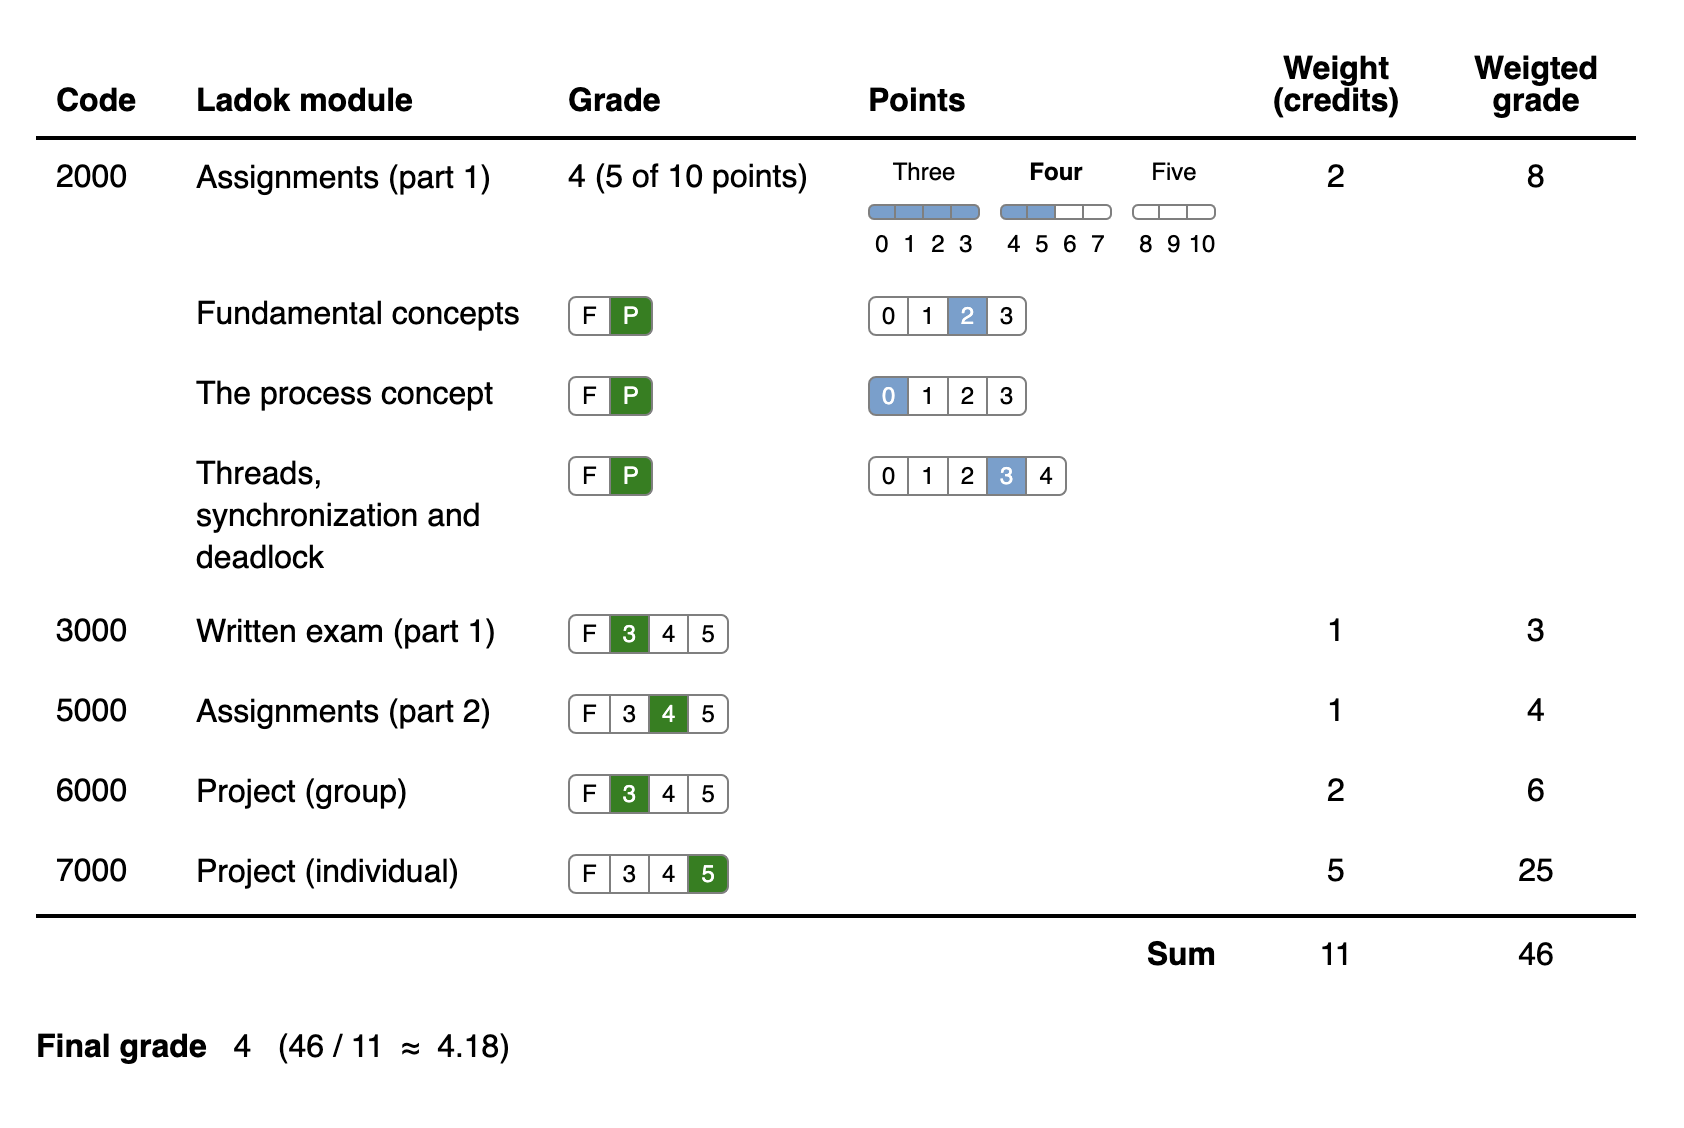 Code Ladok module Grade Points Weight (credits) Weigted grade
2000 Assignments (part 1) 4 (5 of 10 points) Three Four Five 2 8
0 1 2 3 4 5 6 7 8 9 10
Fundamental concepts F P 0 1 2 3
The process concept F P 0 1 2 3
Threads, F P 0 1 2 3 4
synchronization and
deadlock
3000 Written exam (part 1) F 3 4 5 1 3
5000 Assignments (part 2) F 3 4 5 1 4
6000 Project (group) F 3 4 5 2 6
7000 Project (individual) F 3 4 5 5 25
Sum 11 46
Final grade 4 (46 / 11 ≈ 4.18)